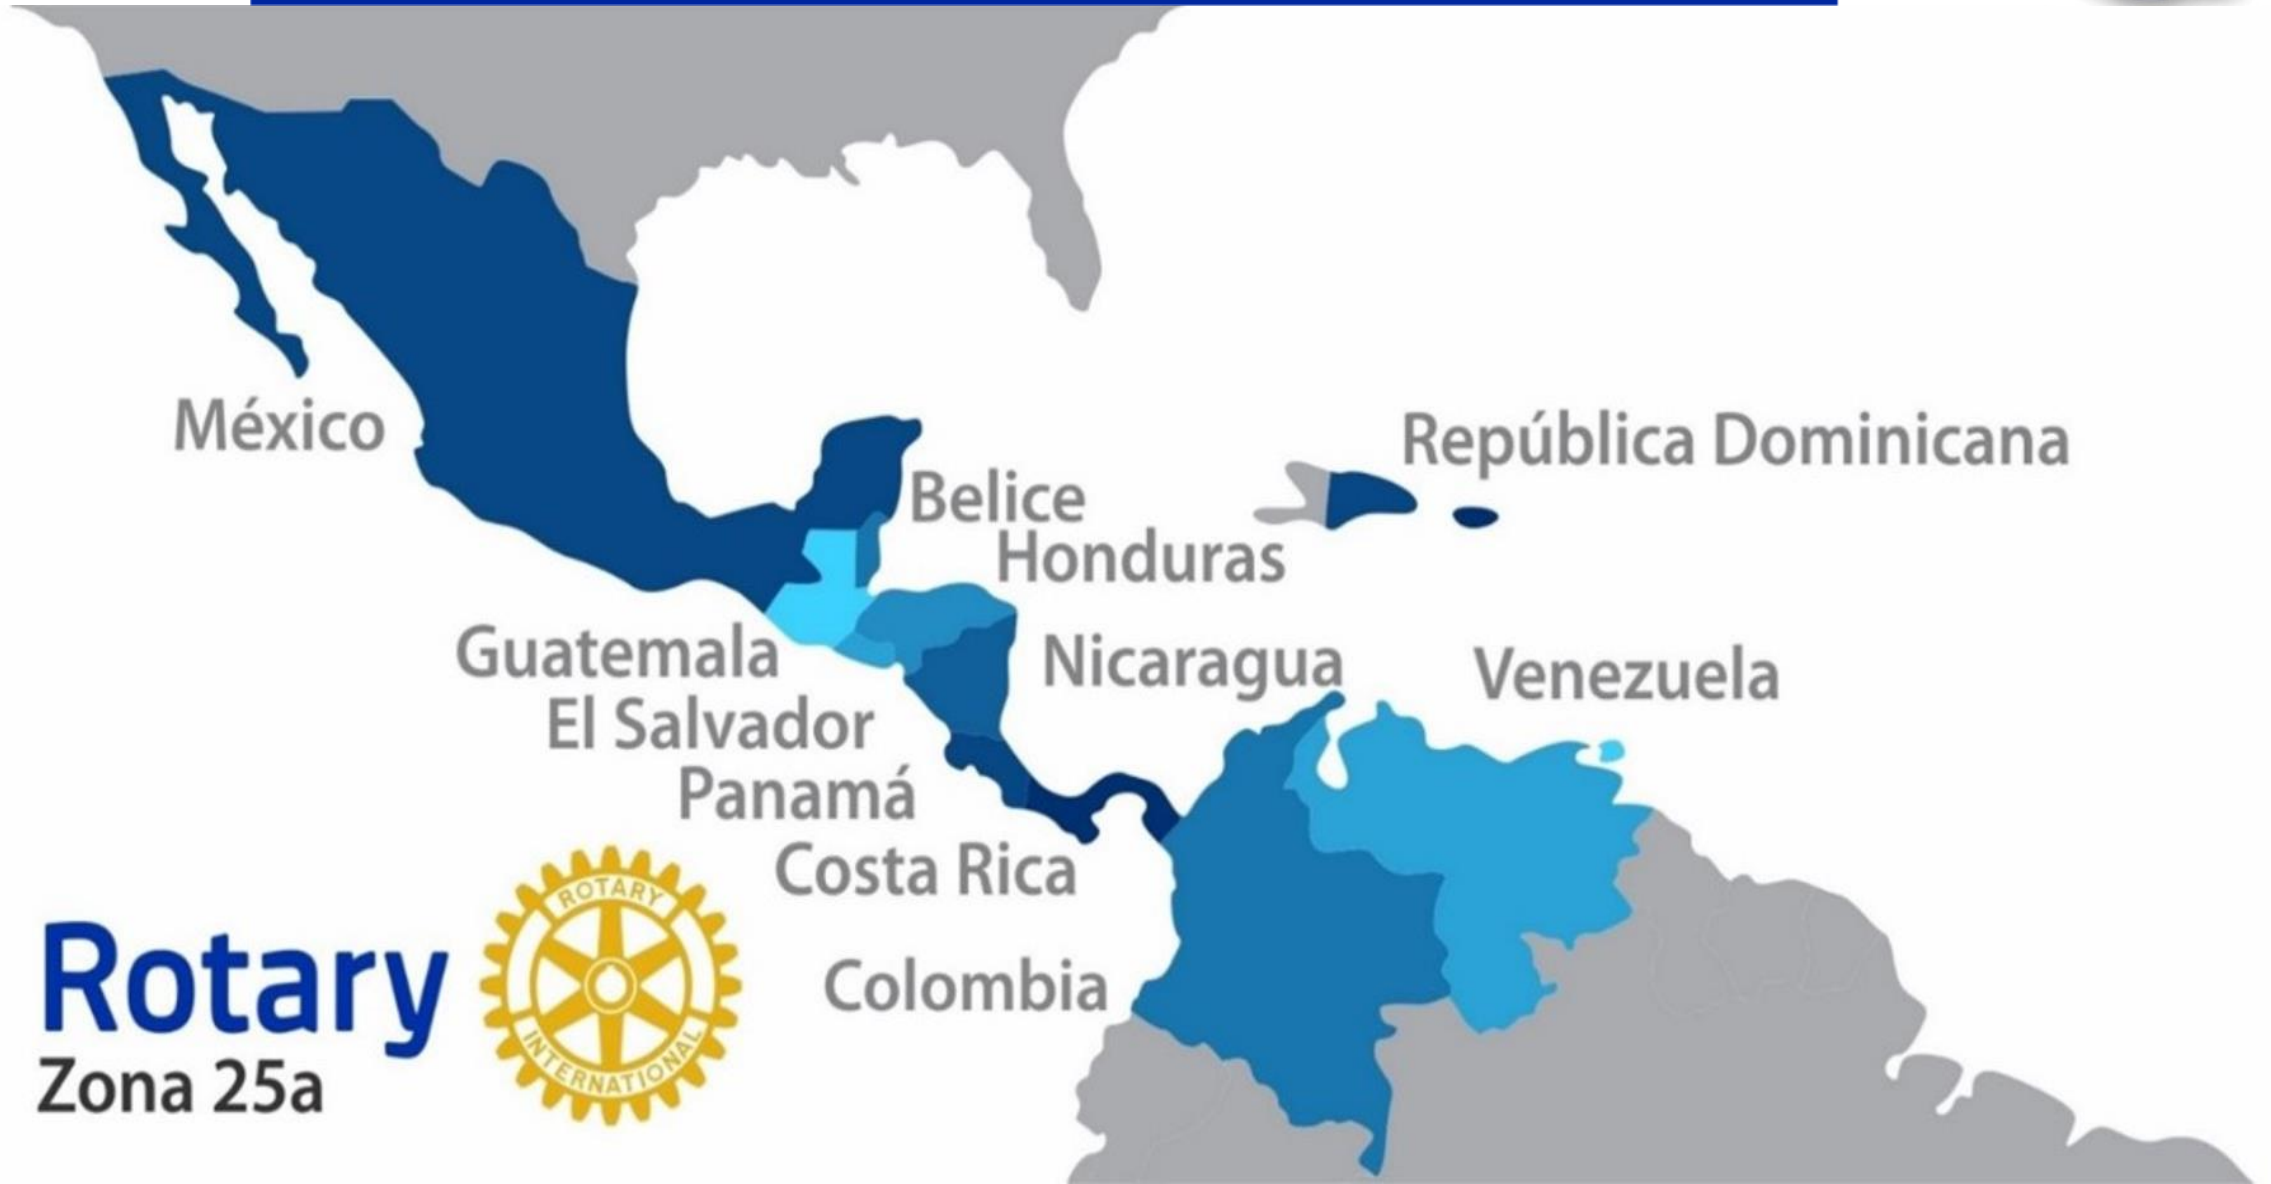 México
República Dominicana
Belice
Honduras
Guatemala
Nicaragua
Venezuela
El Salvador
Panamá
Costa Rica
Colombia
Rotary
Zona 25a
ROTARY
INTERNATIONAL